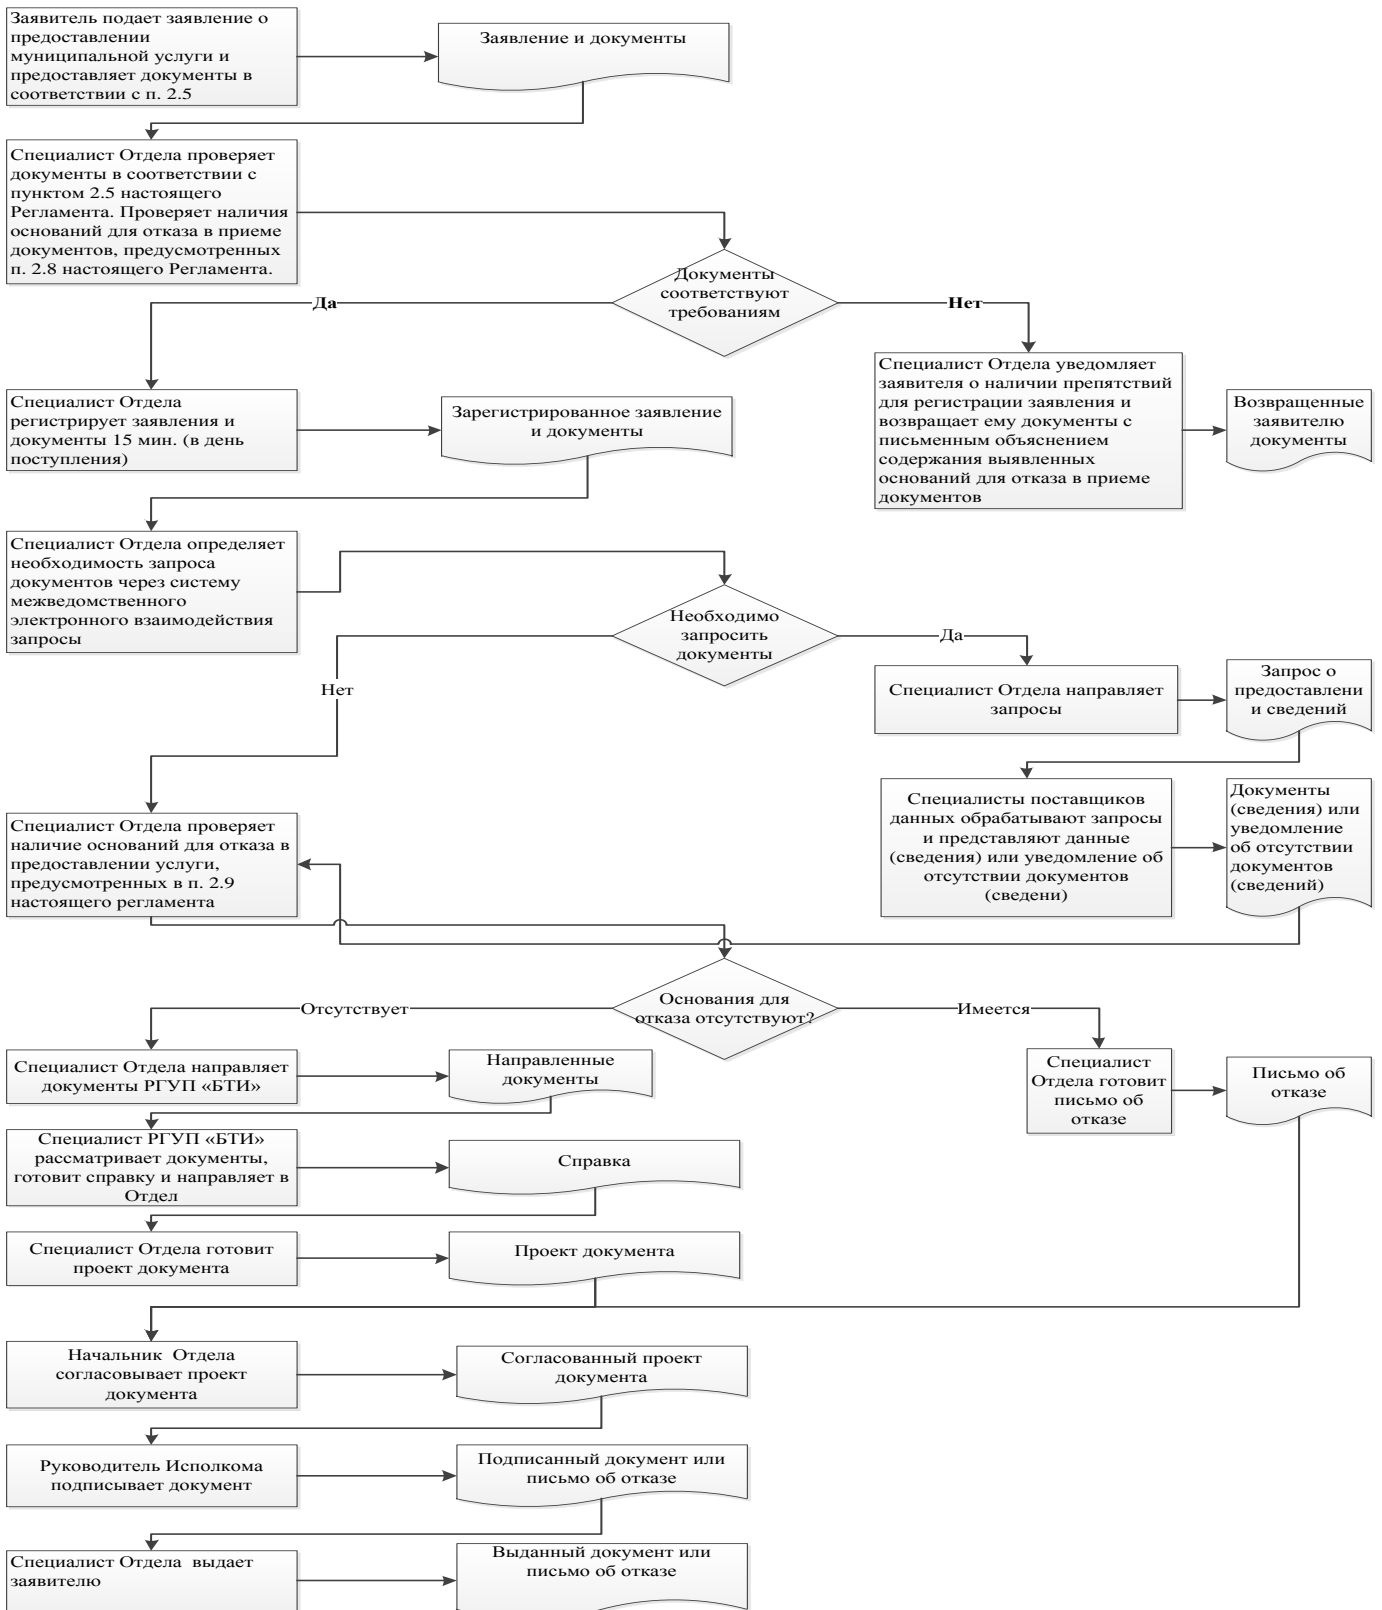 Заявитель подает заявление о
предоставлении
муниципальной услуги и
предоставляет документы в
соответствии с п. 2.5
Заявление и документы
Специалист Отдела проверяет
документы в соответствии с
пунктом 2.5 настоящего
Регламента. Проверяет наличия
оснований для отказа в приеме
документов, предусмотренных
п. 2.8 настоящего Регламента.
Документы
соответствуют
требованиям
Да
Нет
Специалист Отдела
регистрирует заявления и
документы 15 мин. (в день
поступления)
Зарегистрированное заявление
и документы
Специалист Отдела уведомляет
заявителя о наличии препятствий
для регистрации заявления и
возвращает ему документы с
письменным объяснением
содержания выявленных
оснований для отказа в приеме
документов
Возвращенные
заявителю
документы
Специалист Отдела определяет
необходимость запроса
документов через систему
межведомственного
электронного взаимодействия
запросы
Необходимо
запросить
документы
Да
Нет
Специалист Отдела направляет
запросы
Запрос о
предоставлени
и сведений
Специалисты поставщиков
данных обрабатывают запросы
и представляют данные
(сведения) или уведомление об
отсутствии документов
(сведени)
Документы
(сведения) или
уведомление
об отсутствии
документов
(сведений)
Специалист Отдела проверяет
наличие оснований для отказа в
предоставлении услуги,
предусмотренных в п. 2.9
настоящего регламента
Основания для
отказа отсутствуют?
Отсутствует
Имеется
Специалист Отдела направляет
документы РГУП «БТИ»
Направленные
документы
Специалист
Отдела готовит
письмо об
отказе
Письмо об
отказе
Специалист РГУП «БТИ»
рассматривает документы,
готовит справку и направляет в
Отдел
Справка
Специалист Отдела готовит
проект документа
Проект документа
Начальник Отдела
согласовывает проект
документа
Согласованный проект
документа
Руководитель Исполкома
подписывает документ
Подписанный документ или
письмо об отказе
Специалист Отдела выдает
заявителю
Выданный документ или
письмо об отказе